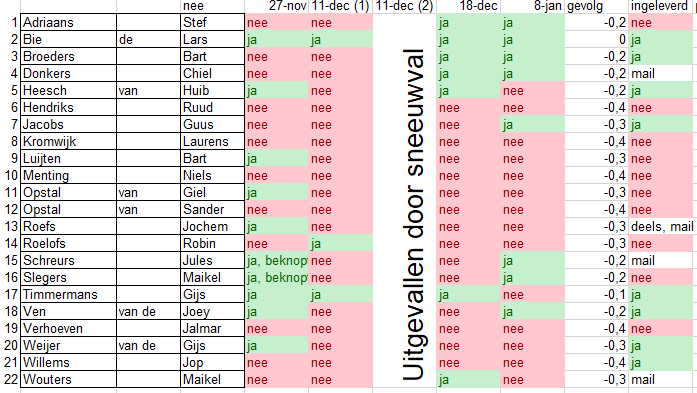 nee 27-nov 11-dec (1) 11-dec (2) 18-dec 8-jan gevolg ingeleverd
1 Adriaans Stef nee nee ja ja -0,2 nee
2 Bie de Lars ja ja ja ja 0 ja
3 Broeders Bart nee nee ja ja -0,2 ja
4 Donkers Chiel nee nee ja ja -0,2 mail
5 Heesch van Huib ja nee ja nee -0,2 ja
6 Hendriks Ruud nee nee nee nee -0,4 nee
7 Jacobs Guus nee nee nee ja -0,3 ja
8 Kromwijk Laurens nee nee nee nee -0,4 nee
9 Luijten Bart ja nee nee nee -0,3 nee
10 Menting Niels nee nee nee nee -0,4 nee
11 Opstal van Giel ja nee nee nee -0,3 nee
12 Opstal van Sander nee nee nee nee -0,4 nee
13 Roefs Jochem ja nee nee nee -0,3 deels, mail
14 Roelofs Robin nee ja nee nee -0,3 nee
15 Schreurs Jules ja, beknop nee nee ja -0,2 mail
16 Slegers Maikel ja, beknop nee nee ja -0,2 nee
17 Timmermans Gijs ja ja ja nee -0,1 ja
18 Ven van de Joey ja nee nee ja -0,2 ja
19 Verhoeven Jalmar nee nee nee nee -0,4 nee
20 Weijer van de Gijs ja nee nee nee -0,3 ja
21 Willems Jop nee nee nee nee -0,4 ja
22 Wouters Maikel nee nee ja nee -0,3 mail
Uitgevallen door sneeuwval